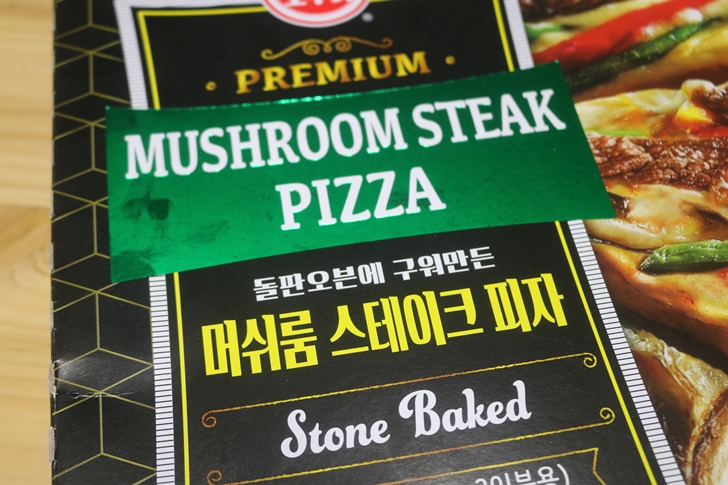 PREMIUM
MUSHROOM STEAK
PIZZA
돌판오븐에 구워만든
머쉬룸 스테이크 피자
Stone Baked